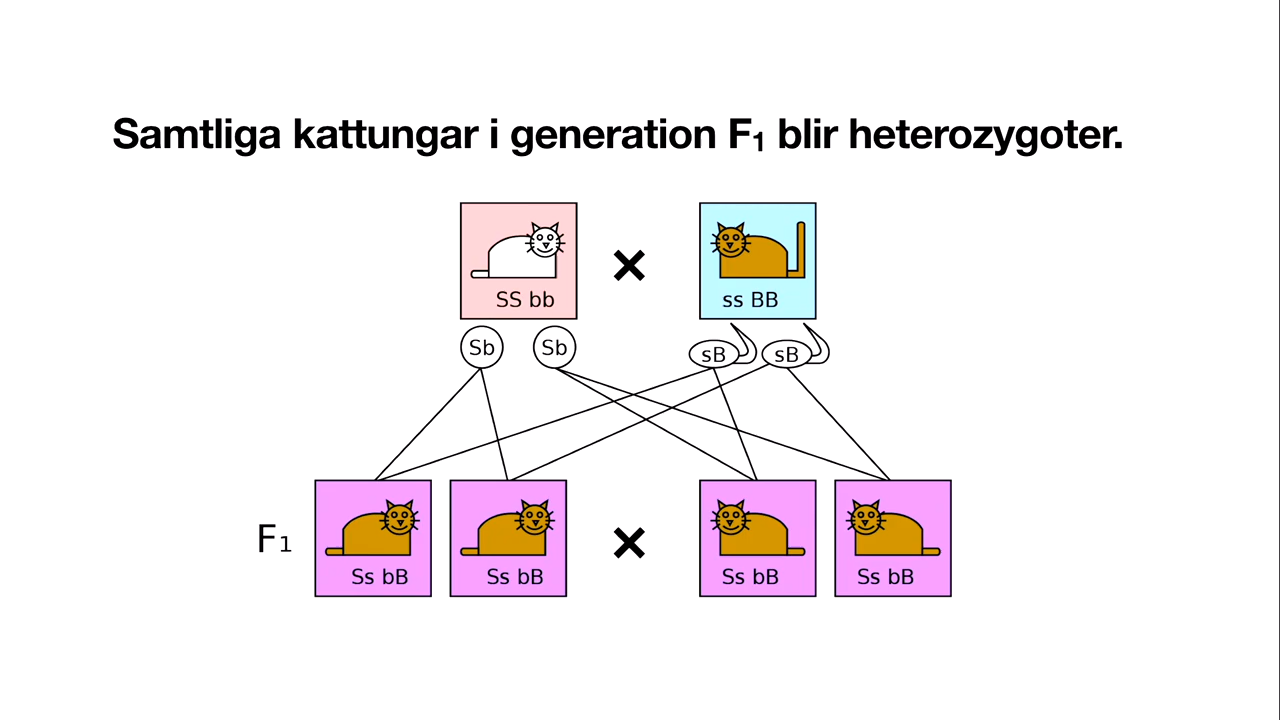 Samtliga kattungar i generation F₁ blir heterozygoter.
SS bb
ss BB
Sb
Sb
sB
sB
F₁
Ss bB
Ss bB
Ss bB
Ss bB